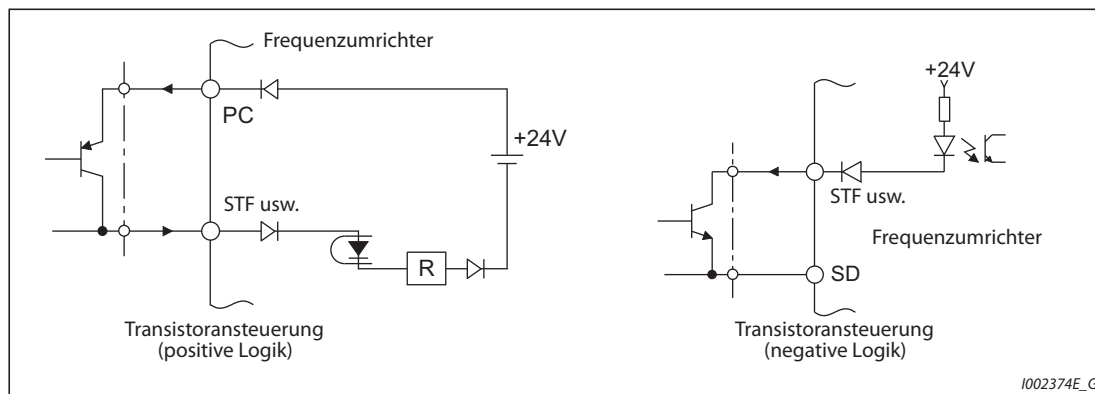 Frequenzumrichter
PC
+24V
STF usw.
R
Transistoransteuerung
(positive Logik)
+24V
STF usw.
Frequenzumrichter
SD
Transistoransteuerung
(negative Logik)
I002374E_G